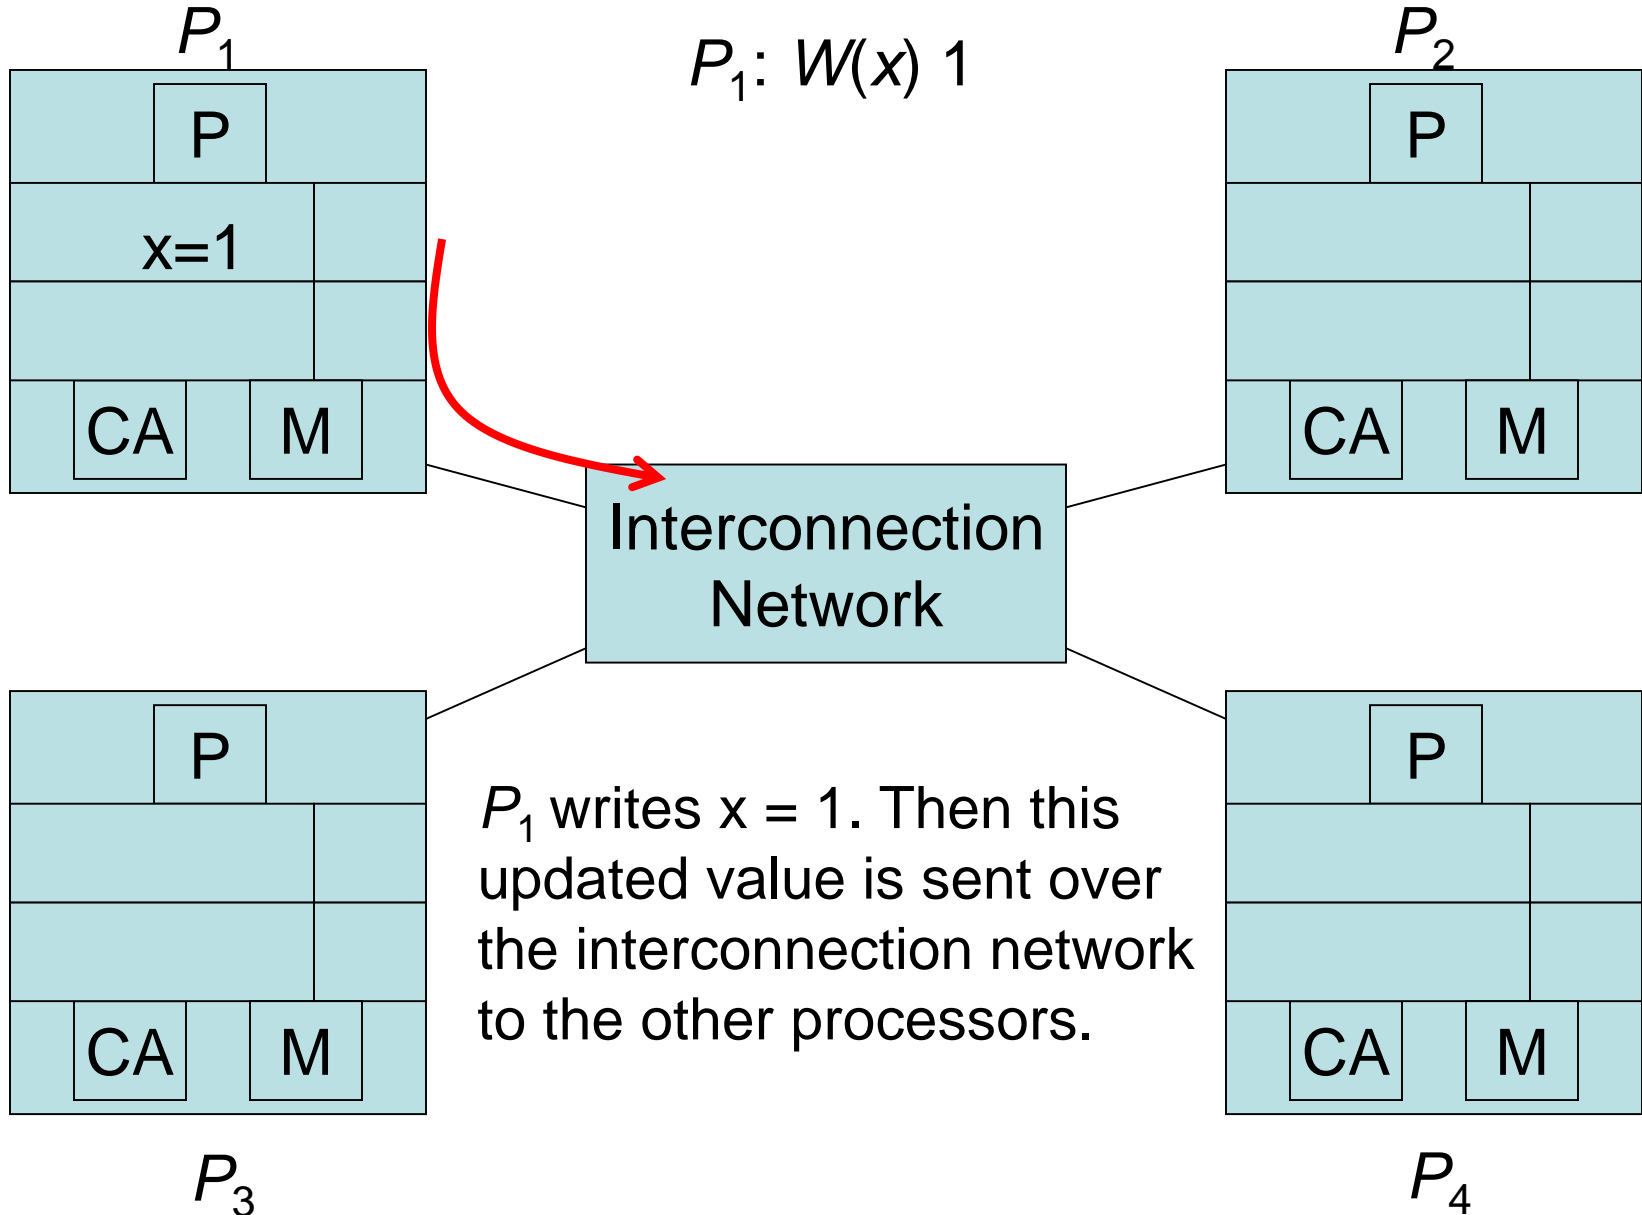 P1
P1: W(x) 1
P2
P
P
x=1
CA
M
CA
M
Interconnection
Network
P
P
P1 writes x = 1. Then this
updated value is sent over
the interconnection network
to the other processors.
CA
M
CA
M
P3
P4